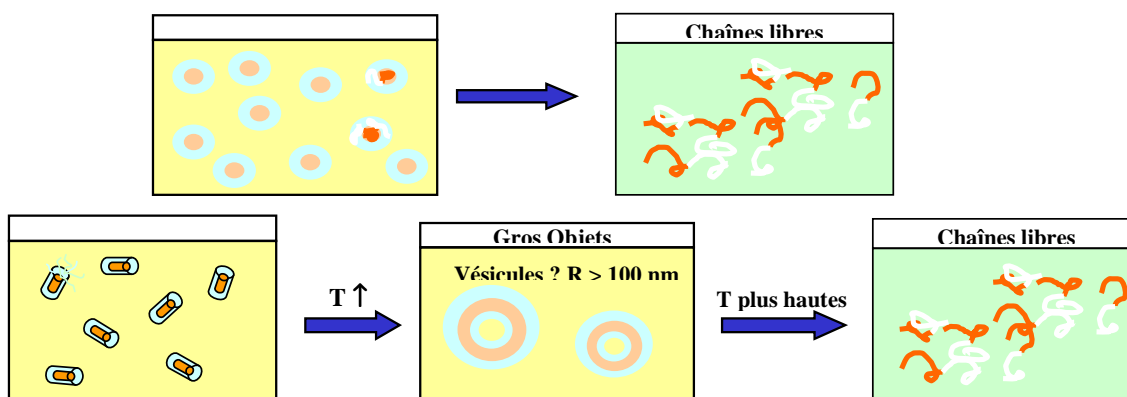 Chaînes libres
Gros Objets
Vésicules ? R > 100 nm
T ↑
T plus hautes
Chaînes libres